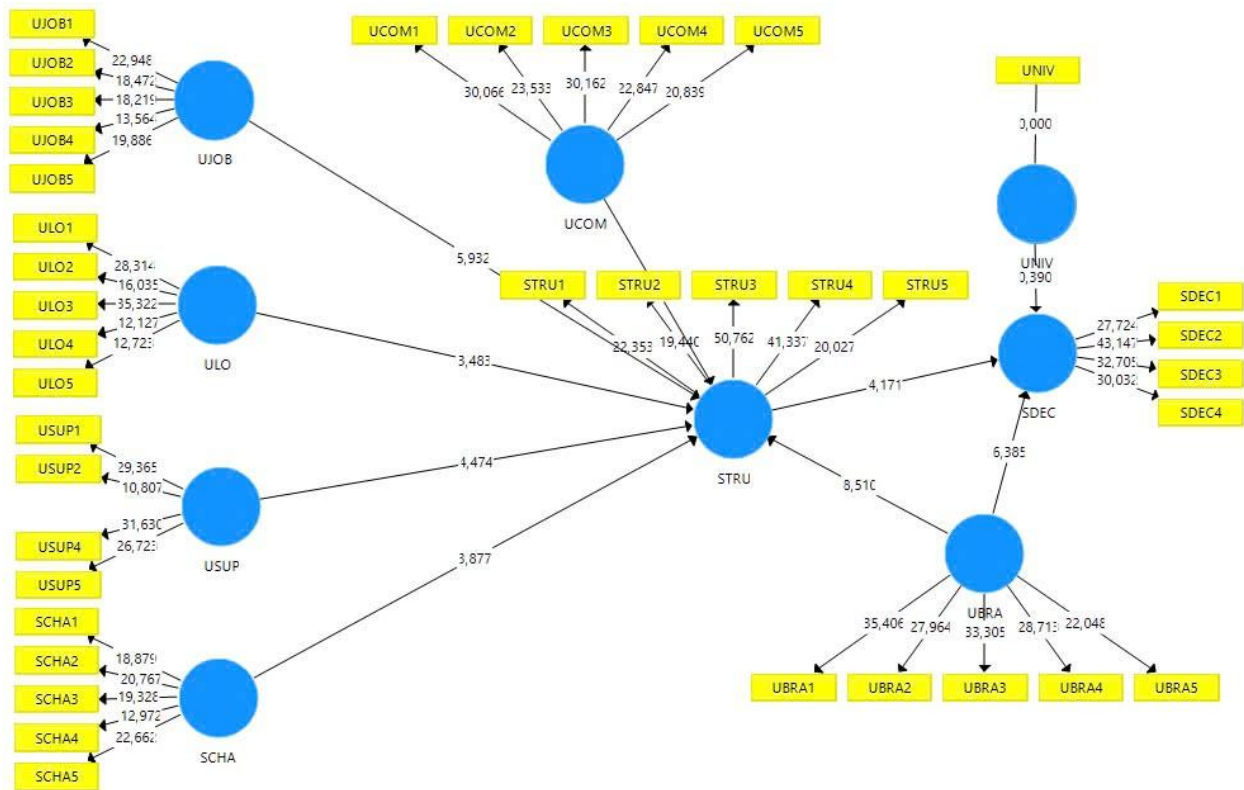 UJOB1
UJOB2
UJOB3
UJOB4
UJOB5
22,948
18,472
18,219
13,564
19,886
UJOB
UCOM1
UCOM2
UCOM3
UCOM4
UCOM5
30,066
23,533
30,162
22,847
20,839
UCOM
UNIV
0,000
UNIV
0,390
ULO1
ULO2
ULO3
ULO4
ULO5
28,314
16,035
35,322
12,127
12,723
ULO
5,932
3,483
STRU1
STRU2
STRU3
STRU4
STRU5
22,353
19,440
50,762
41,337
20,027
STRU
4,171
SDEC1
SDEC2
SDEC3
SDEC4
27,724
43,147
32,705
30,032
SDEC
USUP1
USUP2
USUP4
USUP5
29,365
10,807
31,630
26,723
USUP
4,474
8,510
6,385
SCHA1
SCHA2
SCHA3
SCHA4
SCHA5
18,879
20,767
19,328
12,972
22,662
SCHA
3,877
UBRA
35,406
27,964
33,305
28,713
22,048
UBRA1
UBRA2
UBRA3
UBRA4
UBRA5